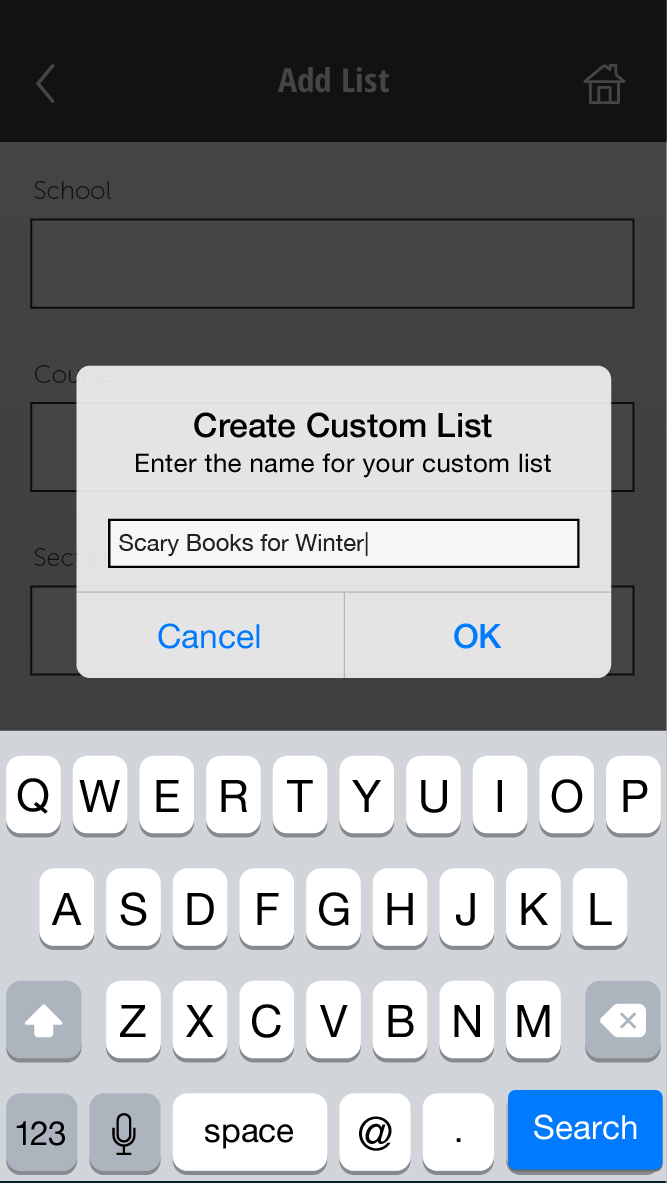 Add List
School
Course
Create Custom List
Enter the name for your custom list
Scary Books for Winter
Cancel
OK
Q W E R T Y U I O P
A S D F G H J K L
Z X C V B N M
123 space @ . Search